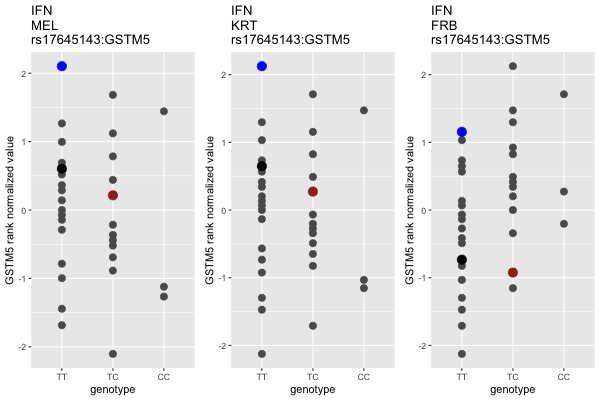 IFN
MEL
rs17645143:GSTM5
GSTM5 rank normalized value
2
1
0
-1
-2
TT
TC
CC
genotype
IFN
KRT
rs17645143:GSTM5
GSTM5 rank normalized value
2
1
0
-1
-2
TT
TC
CC
genotype
IFN
FRB
rs17645143:GSTM5
GSTM5 rank normalized value
2
1
0
-1
-2
TT
TC
CC
genotype